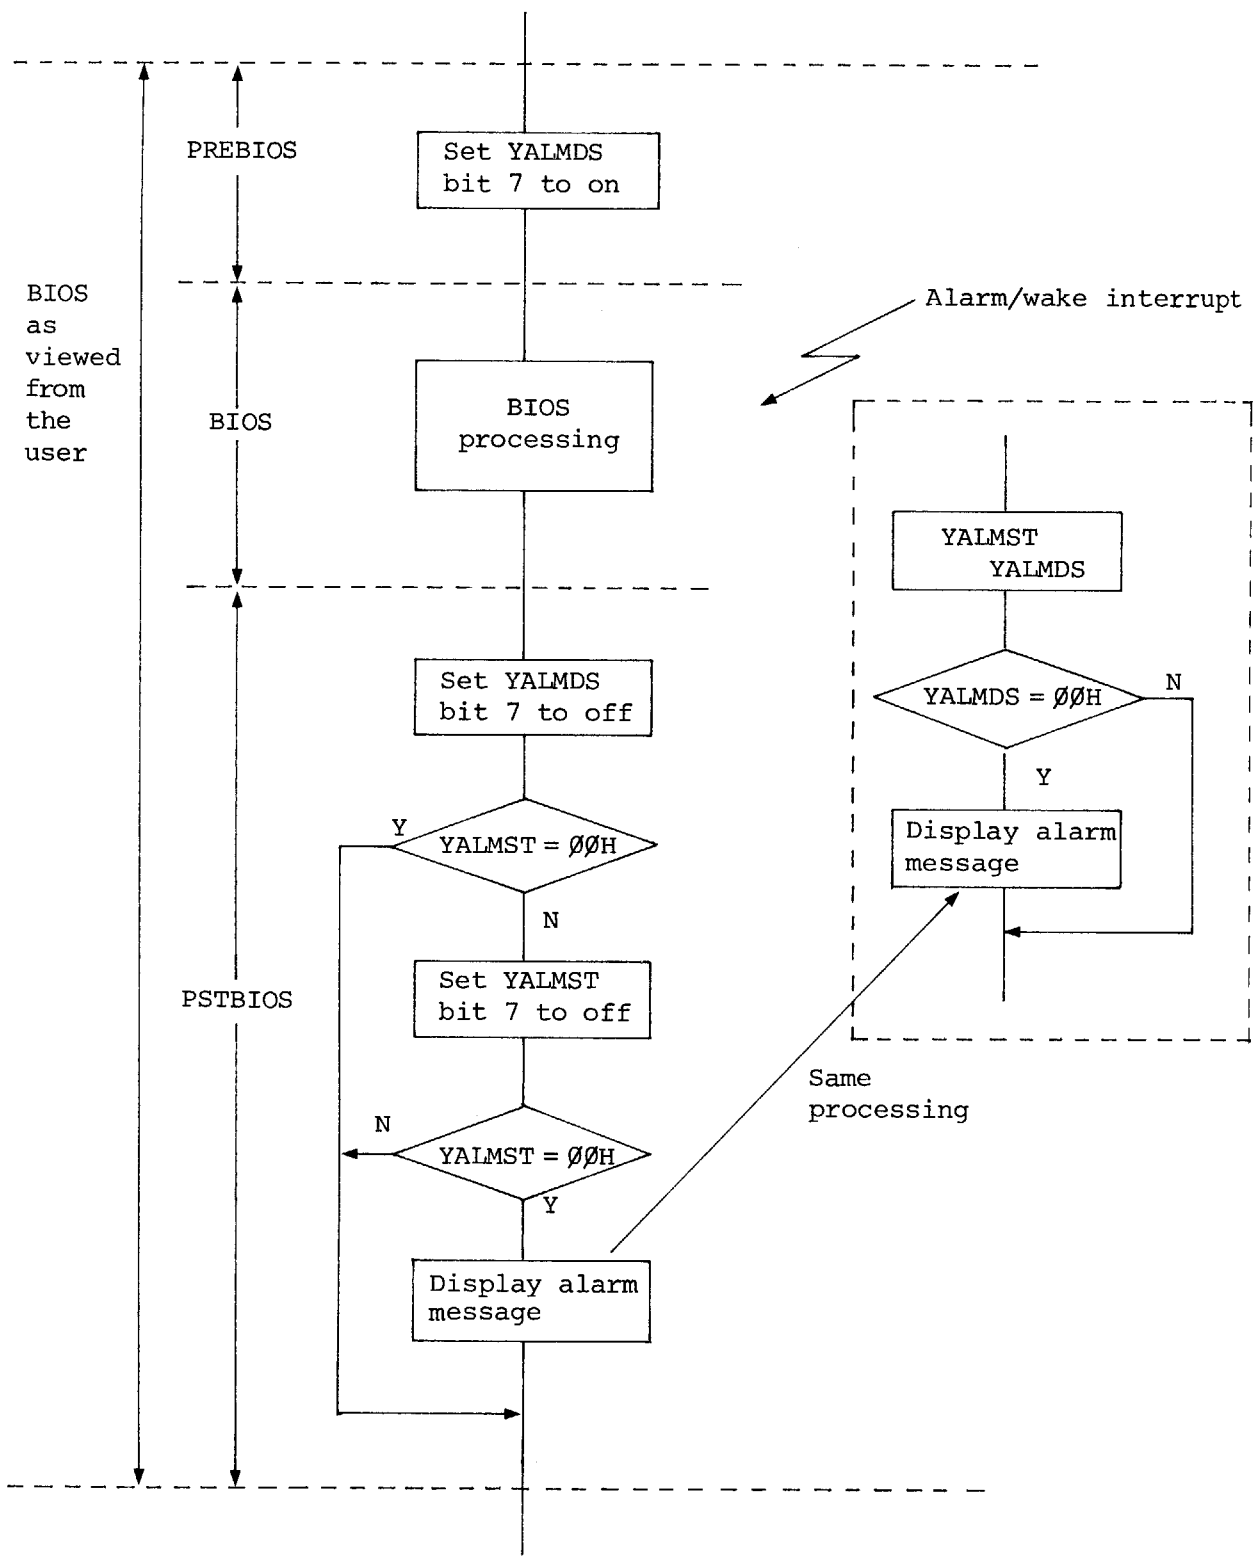 PREBIOS
Set YALMDS
bit 7 to on
BIOS
as
viewed
from
the
user
Alarm/wake interrupt
BIOS
BIOS
processing
YALMST
YALMDS
Set YALMDS
bit 7 to off
YALMDS = ØØH
N
Y
Y
YALMST = ØØH
Display alarm
message
N
PSTBIOS
Set YALMST
bit 7 to off
Same
processing
N
YALMST = ØØH
Y
Display alarm
message